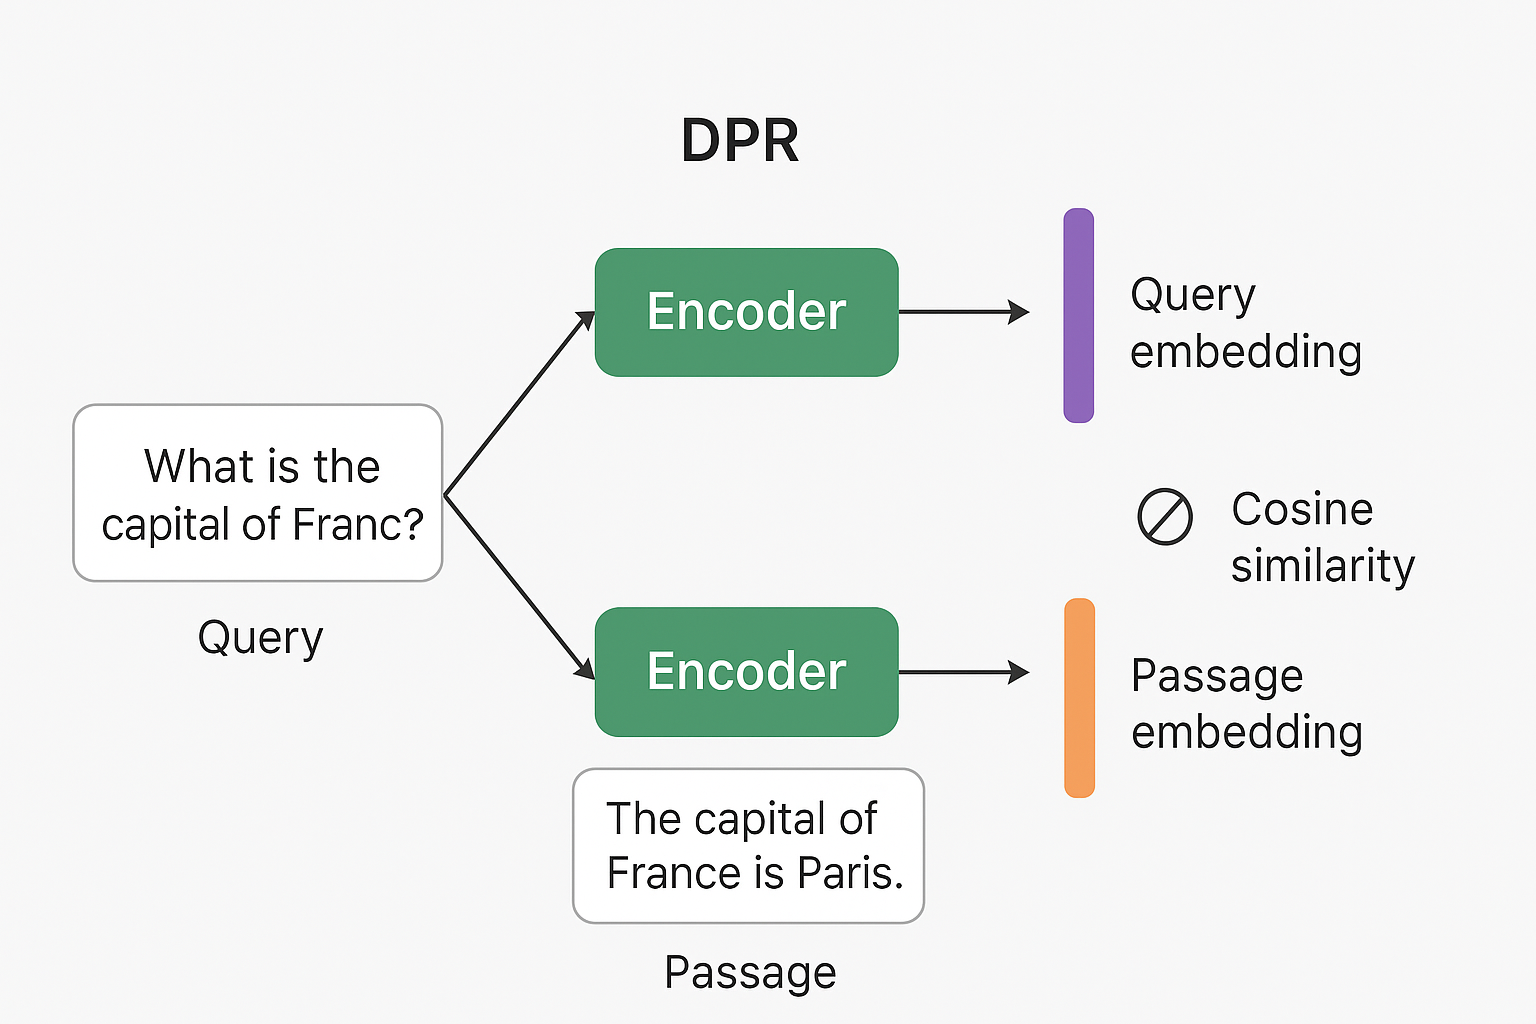 DPR
Encoder
Query
embedding
What is the
capital of Franc?
Query
Cosine
similarity
Encoder
Passage
embedding
The capital of
France is Paris.
Passage